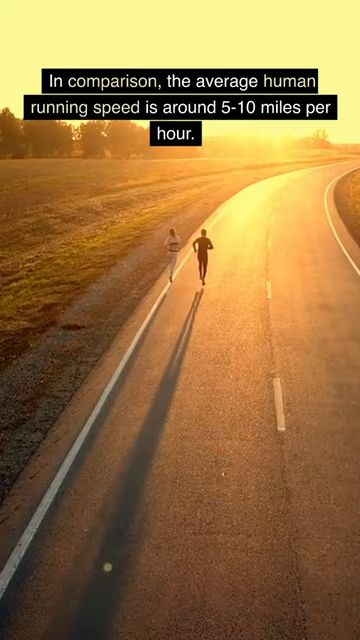 In comparison, the average human
running speed is around 5-10 miles per
hour.